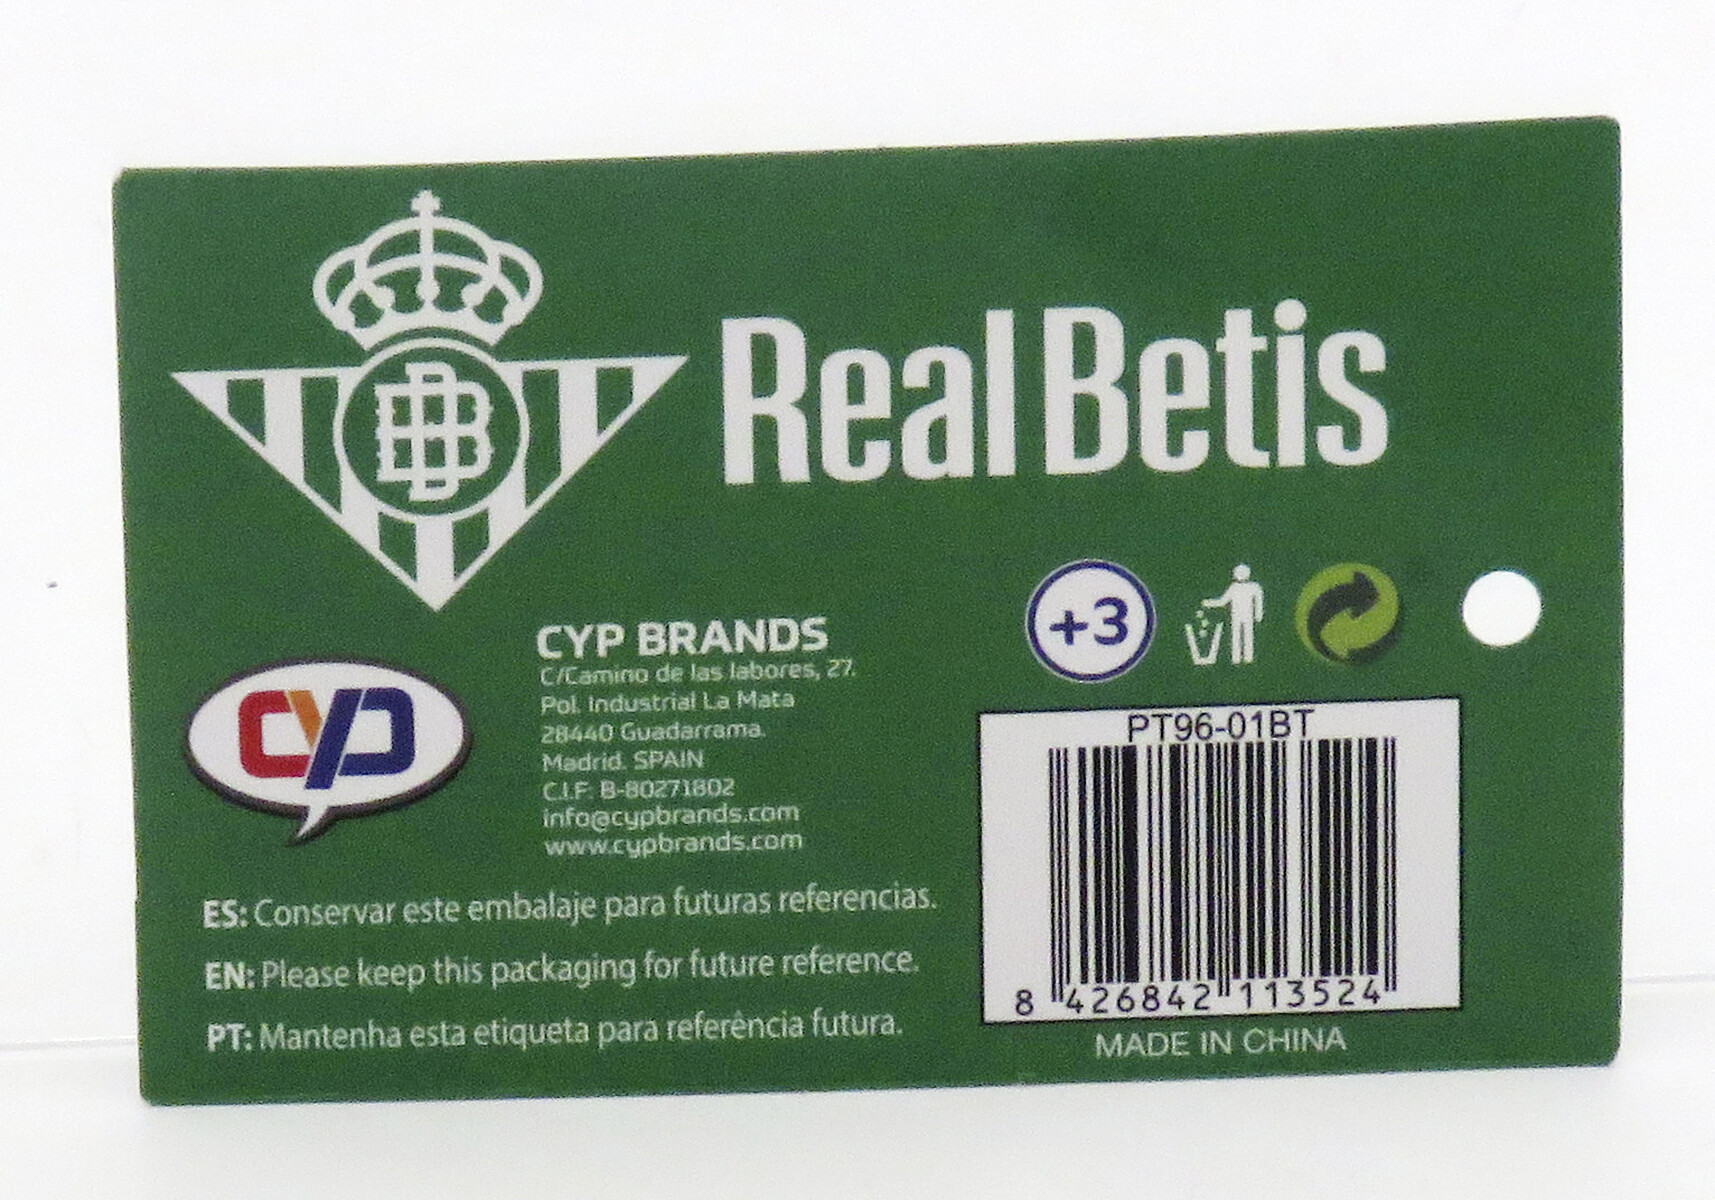 Real Betis
+3
CYP BRANDS
C/Camino de las labores, 27.
Pol. Industrial La Mata
28440 Guadarrama.
Madrid. SPAIN
C.I.F: B-80271802
info@cypbrands.com
www.cypbrands.com
cyp
PT96-01BT
8 426842 113524
MADE IN CHINA
ES: Conservar este embalaje para futuras referencias.
EN: Please keep this packaging for future reference.
PT: Mantenha esta etiqueta para referência futura.